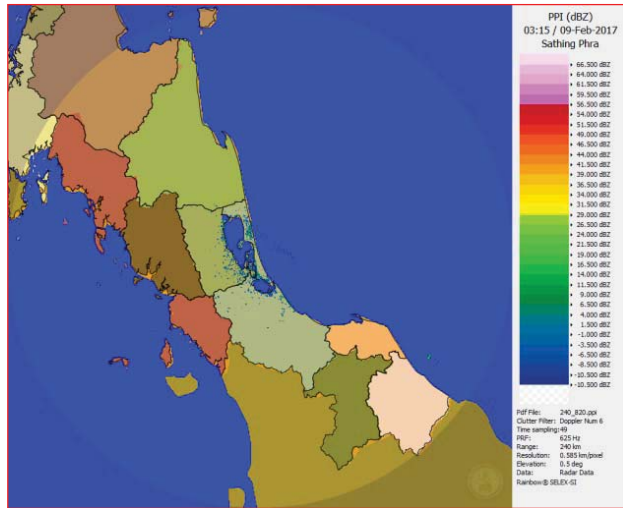 PPI (dBZ)
03:15 / 09-Feb-2017
Sathing Phra
66.500 dBZ
64.000 dBZ
61.500 dBZ
59.500 dBZ
56.500 dBZ
54.000 dBZ
51.500 dBZ
49.000 dBZ
46.500 dBZ
44.000 dBZ
41.500 dBZ
39.000 dBZ
36.500 dBZ
34.000 dBZ
31.500 dBZ
29.000 dBZ
26.500 dBZ
24.000 dBZ
21.500 dBZ
19.000 dBZ
16.500 dBZ
14.000 dBZ
11.500 dBZ
9.000 dBZ
6.500 dBZ
4.000 dBZ
1.500 dBZ
-1.000 dBZ
-3.500 dBZ
-6.500 dBZ
-8.500 dBZ
-10.500 dBZ
-10.500 dBZ
Pdf File: 240_820.ppi
Clutter Filter: Doppler Num 6
Time sampling:49
PRF: 625 Hz
Range: 240 km
Resolution: 0.585 km/pixel
Elevation: 0.5 deg
Data: Radar Data
Rainbow® SELEX-SI